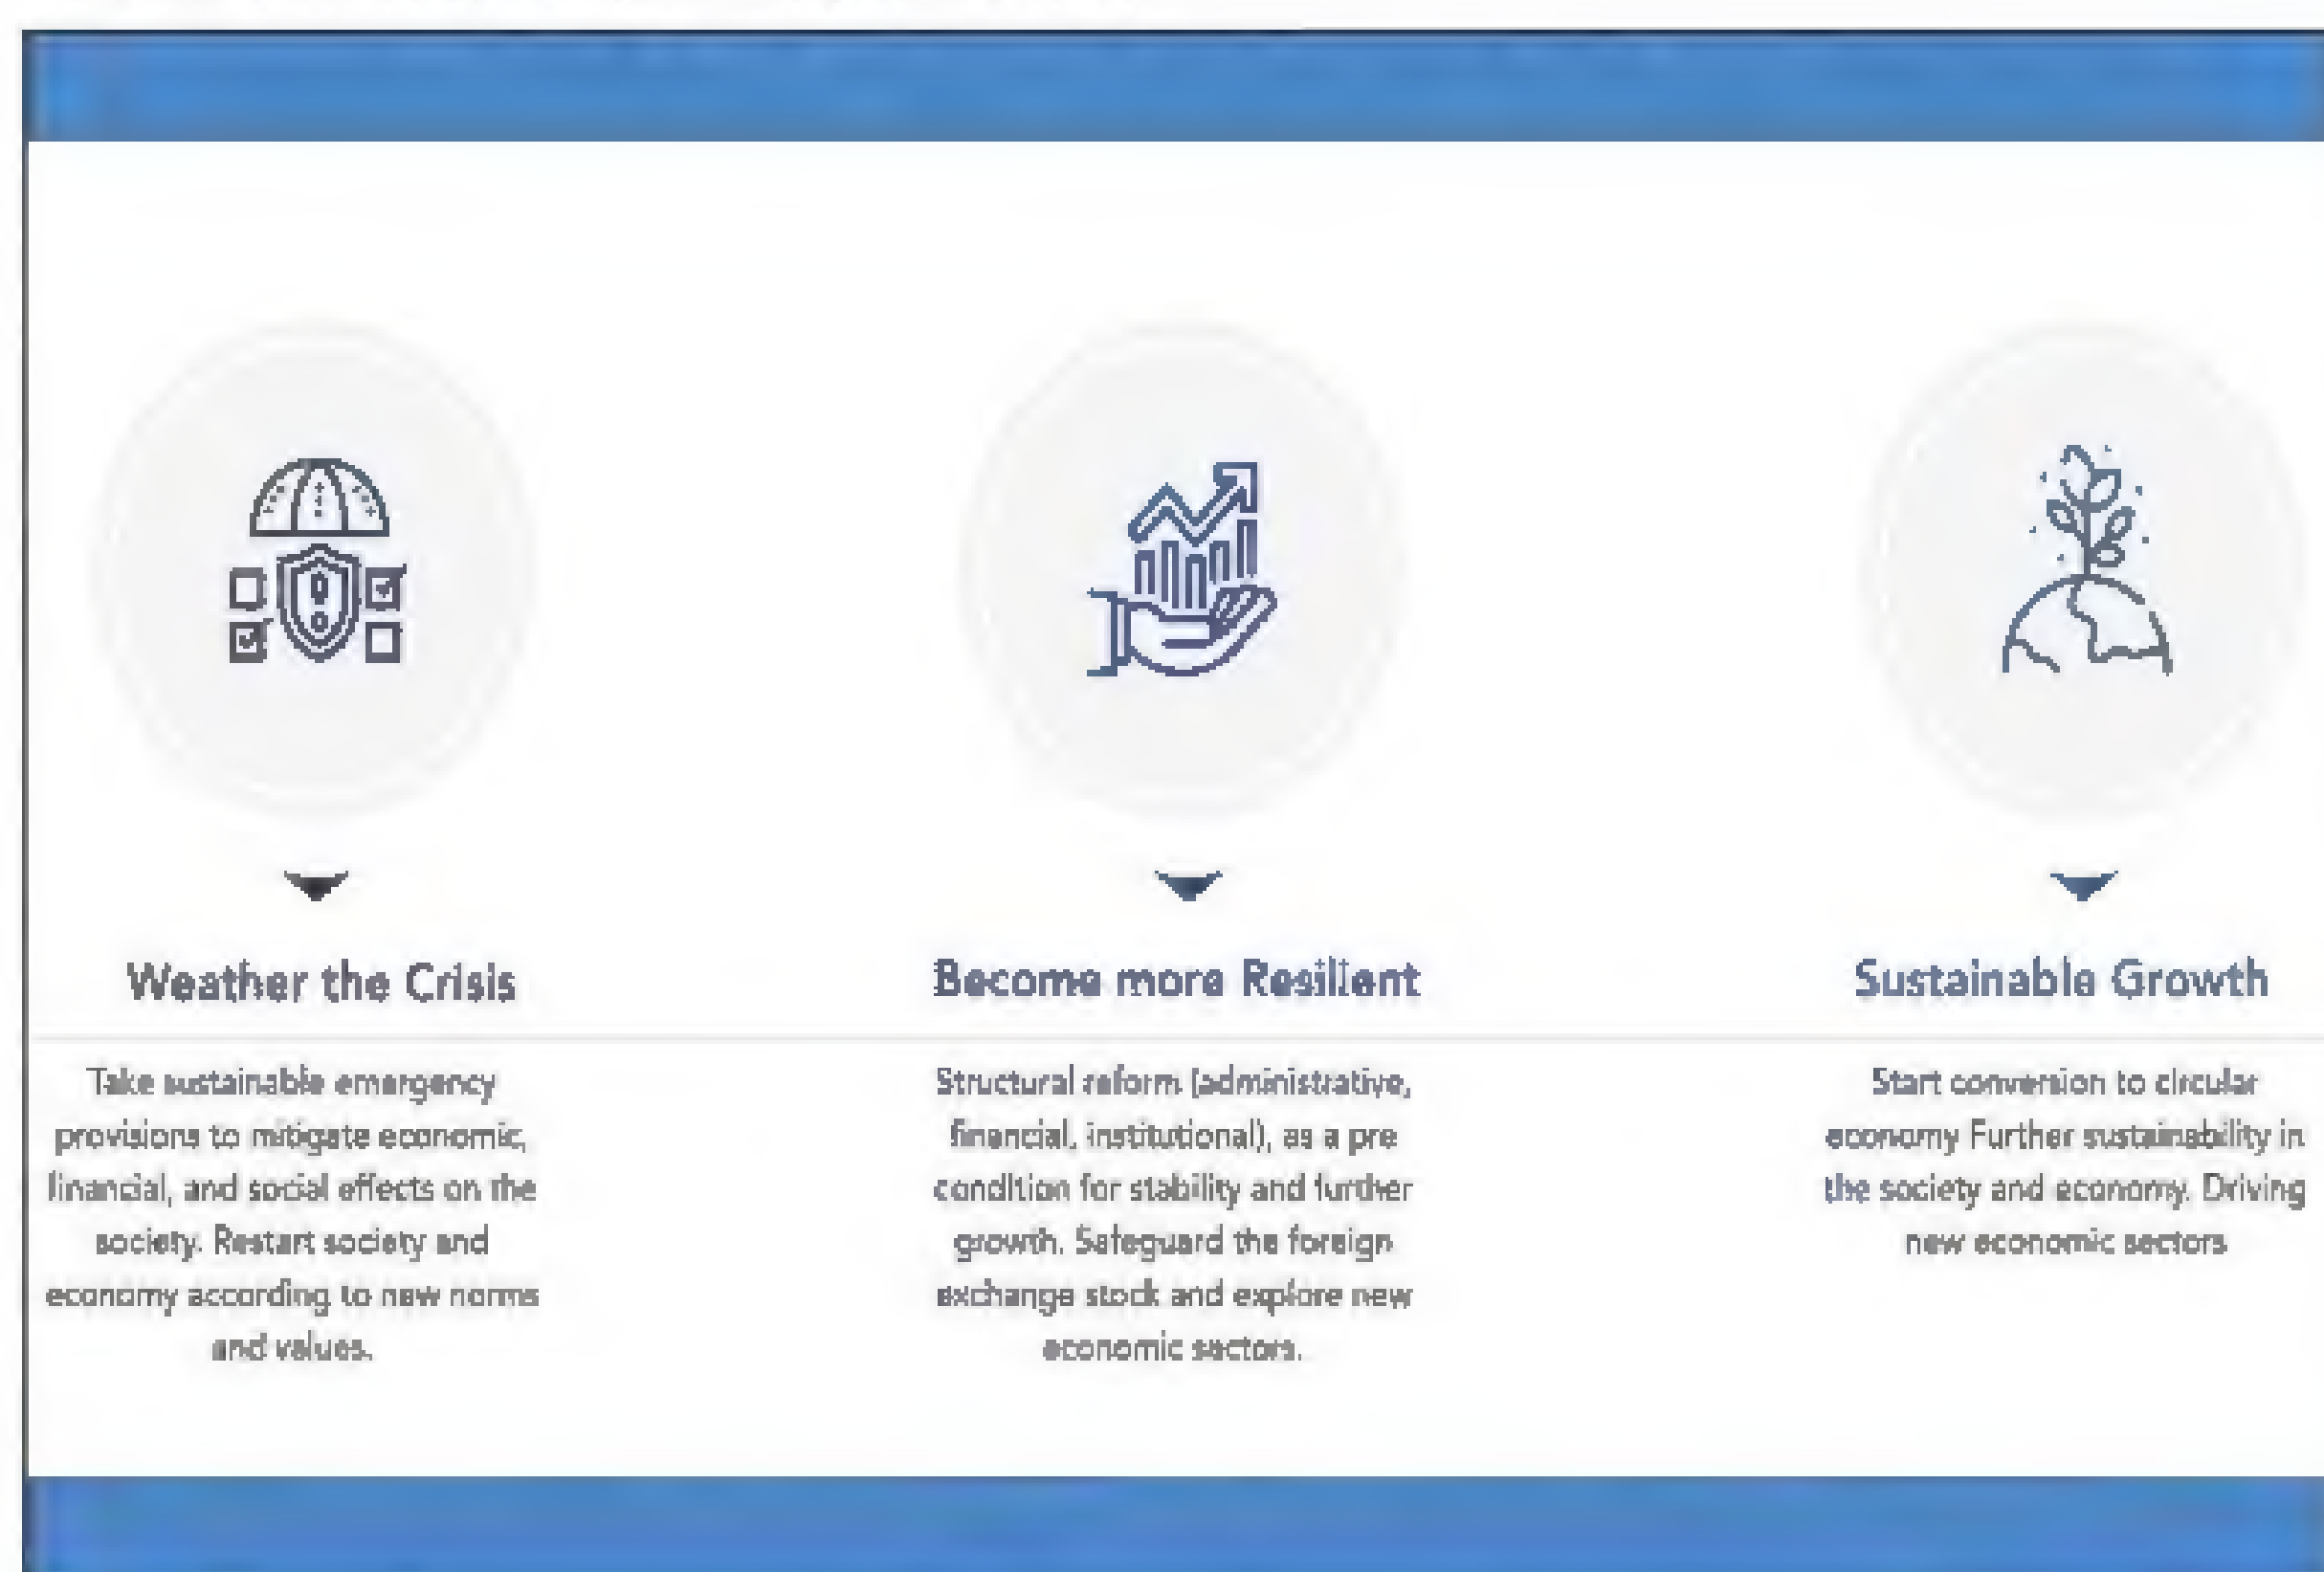 Weather the Crisis
Take sustainable emergency
provisions to mitigate economic,
financial, and social effects on the
society. Restart society and
economy according to new norms
and values.
Become more Resilient
Structural reform (administrative,
financial, institutional), as a pre
condition for stability and further
growth. Safeguard the foreign
exchange stock and explore new
economic sectors.
Sustainable Growth
Start conversion to circular
economy Further sustainability in
the society and economy. Driving
new economic sectors